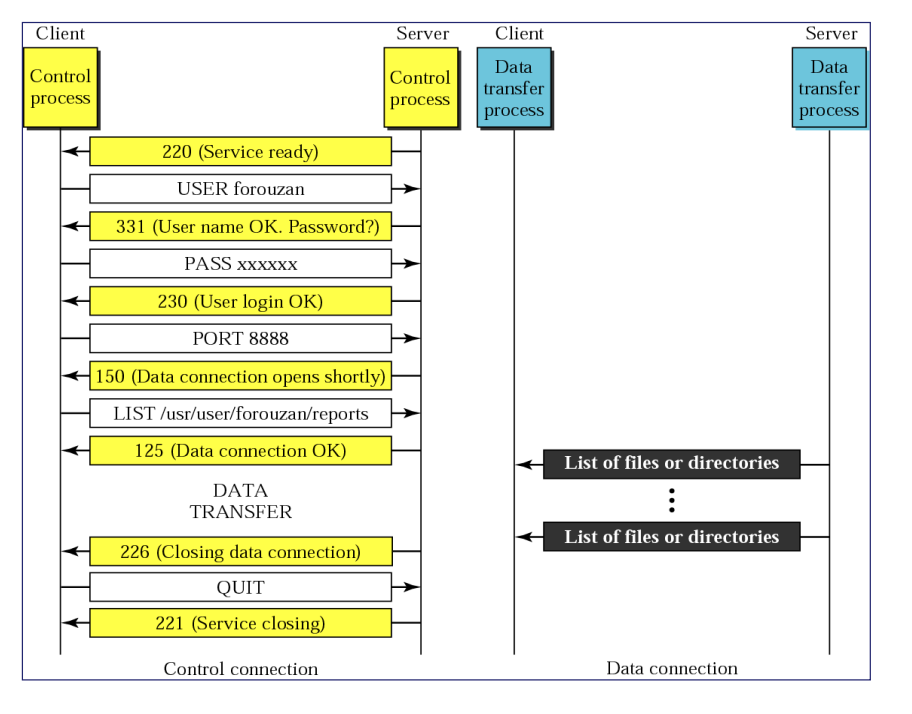 Client
Server
Client
Server
Control
process
Control
process
Data
transfer
process
Data
transfer
process
220 (Service ready)
USER forouzan
331 (User name OK. Password?)
PASS xxxxxx
230 (User login OK)
PORT 8888
150 (Data connection opens shortly)
LIST /usr/user/forouzan/reports
125 (Data connection OK)
List of files or directories
DATA
TRANSFER
List of files or directories
226 (Closing data connection)
QUIT
221 (Service closing)
Control connection
Data connection